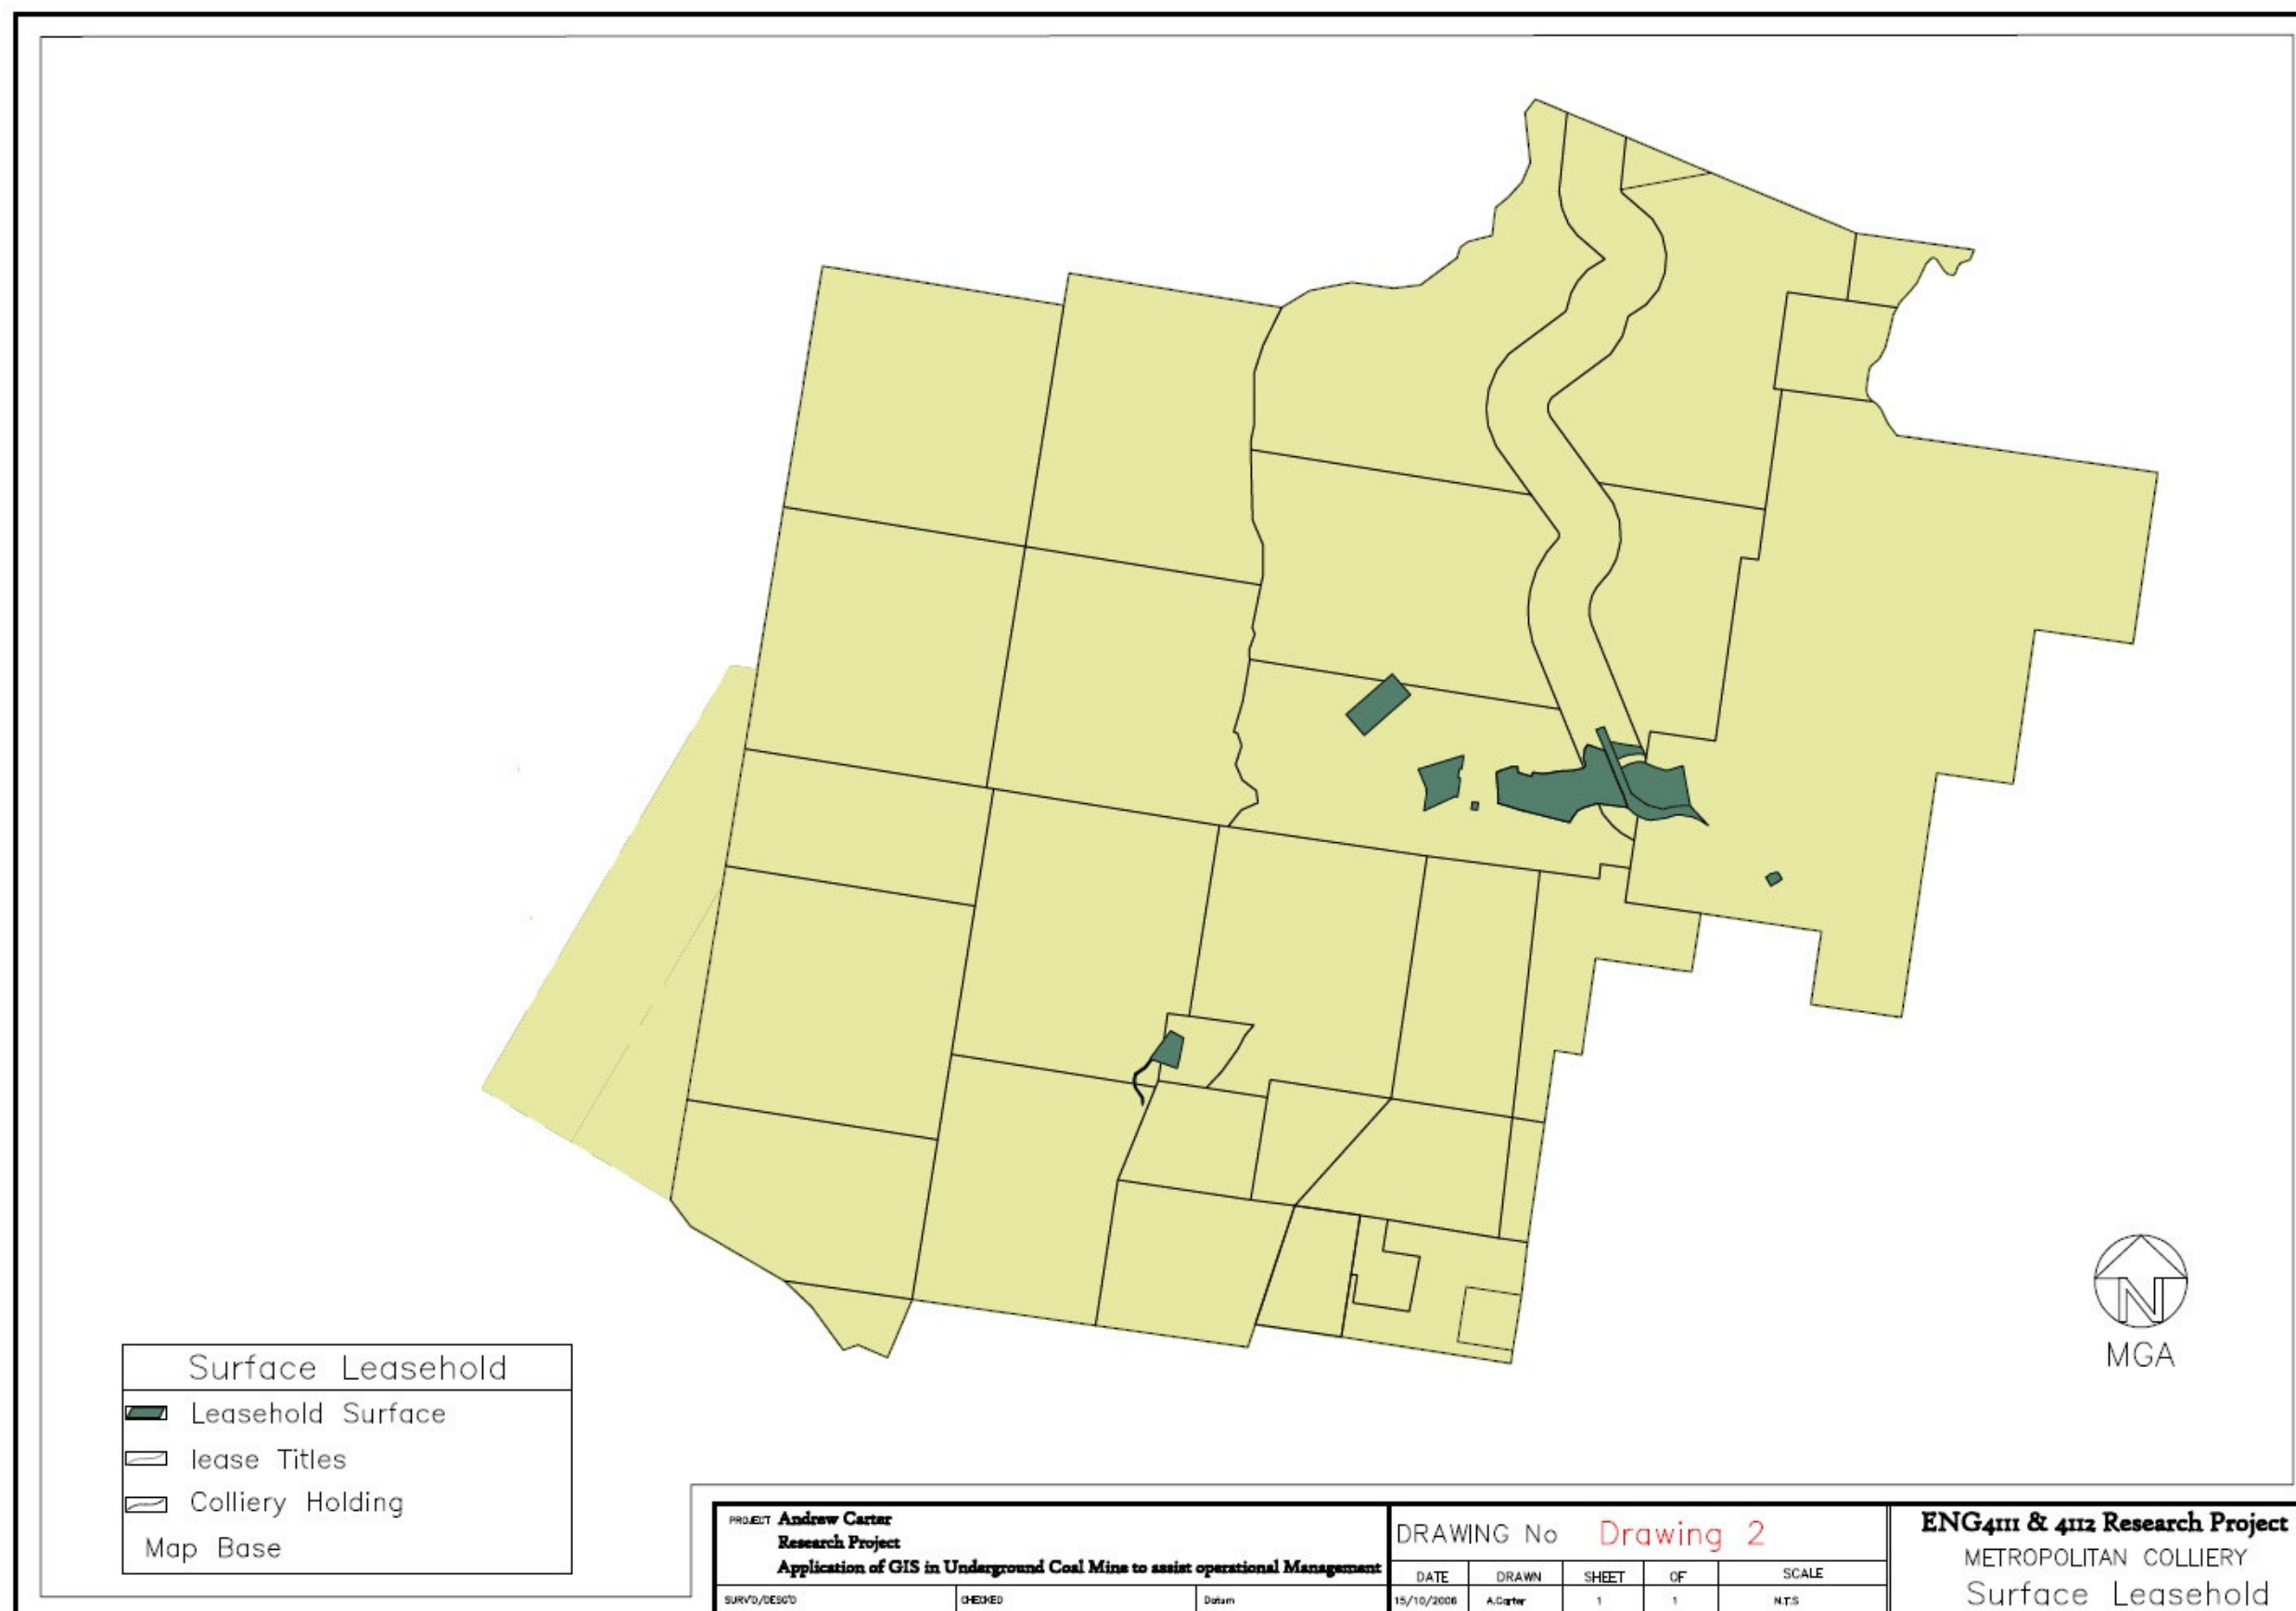 Surface Leasehold
Leasehold Surface
lease Titles
Colliery Holding
Map Base
N
MGA
PROJECT Andrew Carter
Research Project
Application of GIS in Underground Coal Mine to assist operational Management
SURV'D/DESG'D CHECKED Datum
DRAWING No Drawing 2
DATE DRAWN SHEET OF SCALE
15/10/2006 A.Carter 1 1 N.T.S
ENG4111 & 4112 Research Project
METROPOLITAN COLLIERY
Surface Leasehold